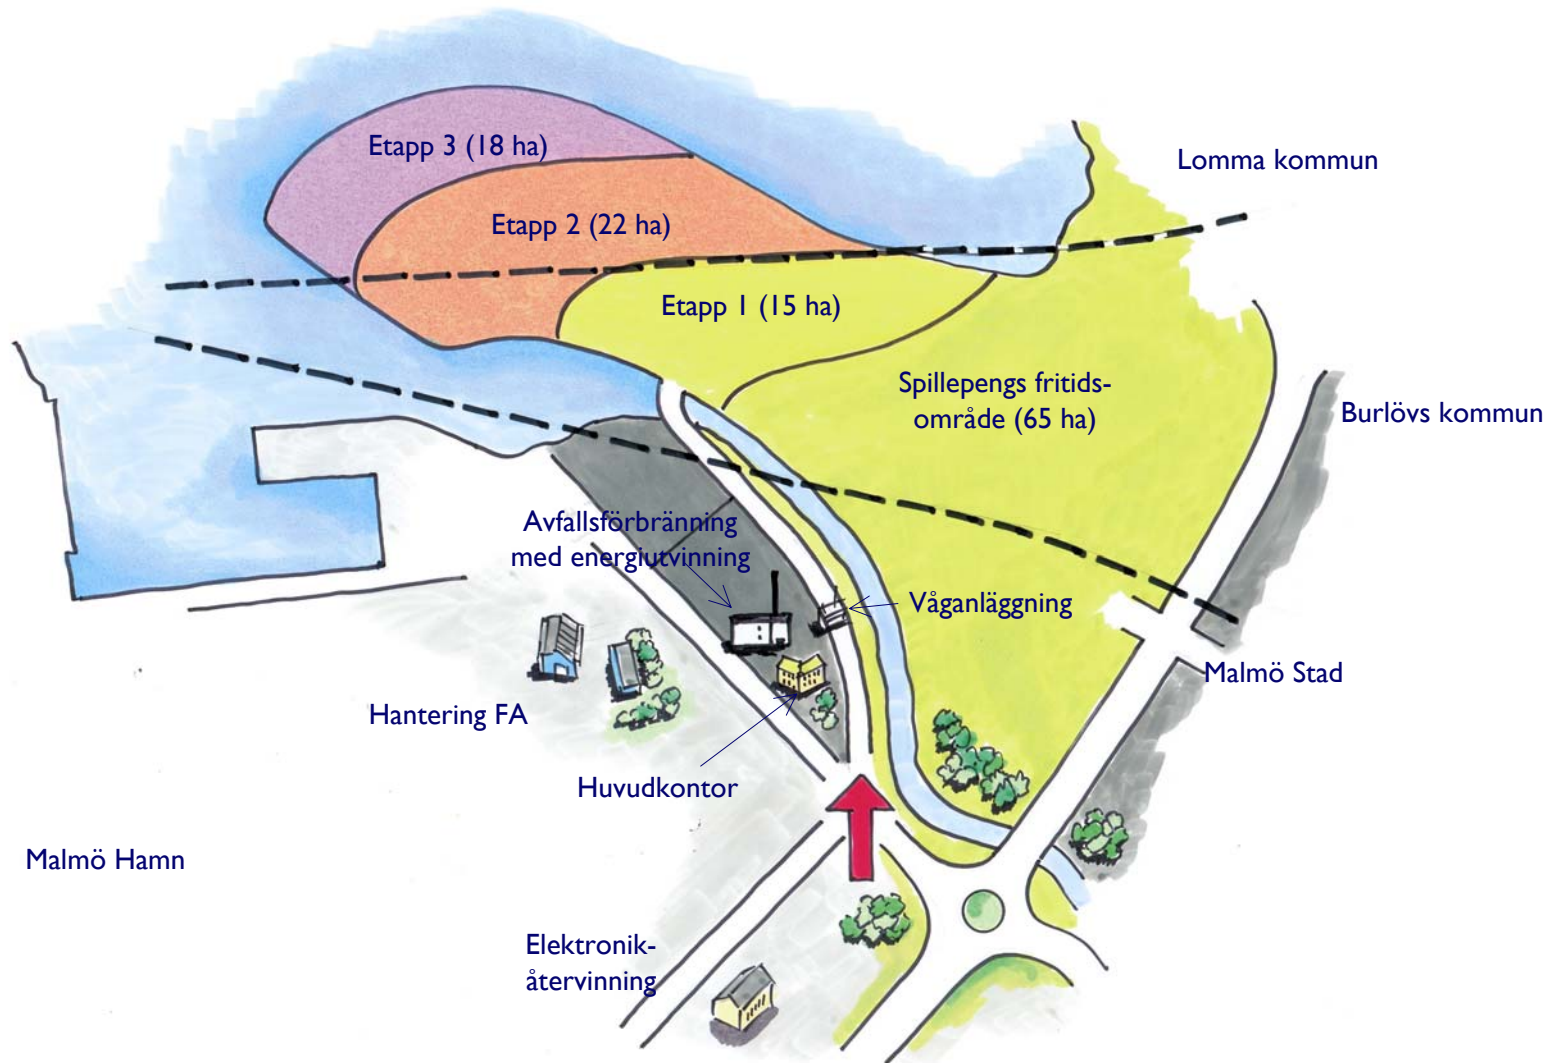 Etapp 3 (18 ha)
Lomma kommun
Etapp 2 (22 ha)
Etapp 1 (15 ha)
Spillepengs fritids-
område (65 ha)
Burlövs kommun
Avfallsförbränning
med energiutvinning
Våganläggning
Malmö Stad
Hantering FA
Huvudkontor
Malmö Hamn
Elektronik-
återvinning